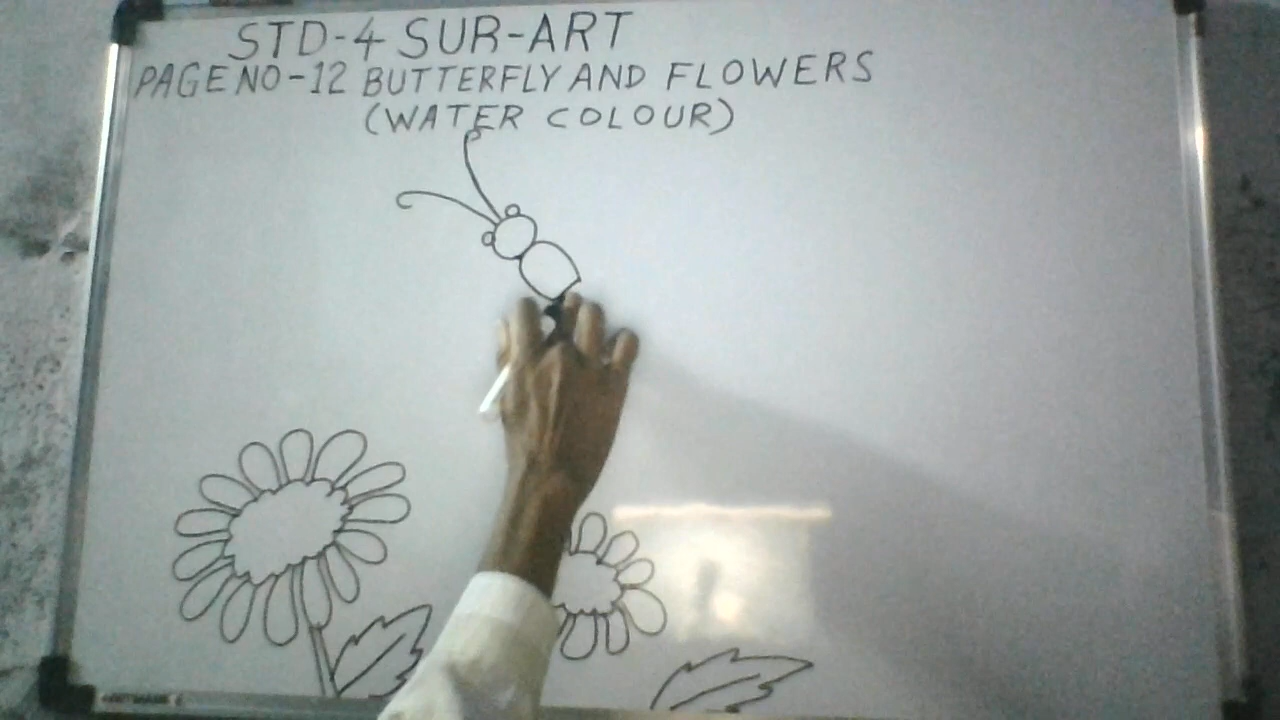 STD-4 SUR-ART
PAGE NO-12 BUTTERFLY AND FLOWERS
(WATER COLOUR)